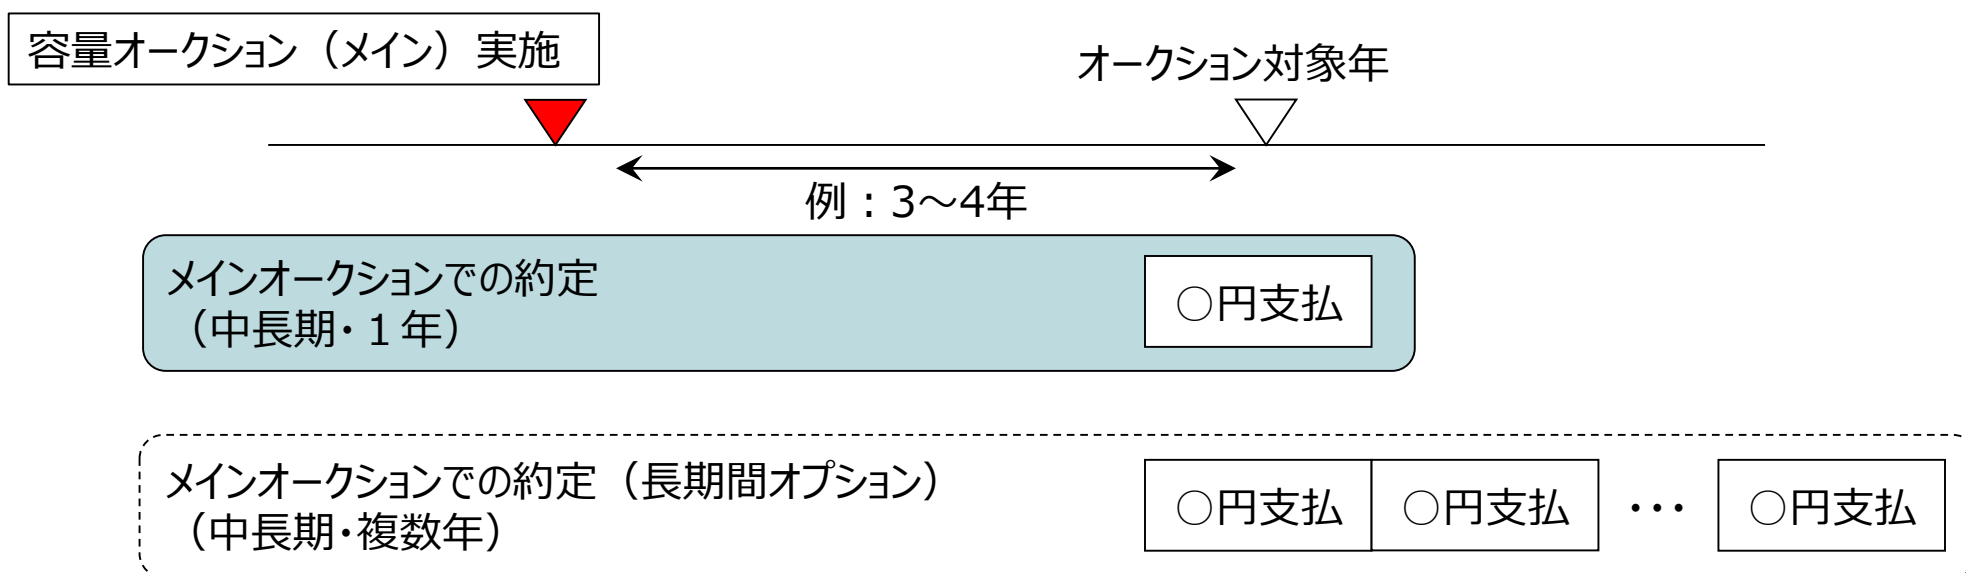 容量オークション（メイン）実施
オークション対象年
例：3～4年
メインオークションでの約定
（中長期・１年）
○円支払
メインオークションでの約定（長期間オプション）
（中長期・複数年）
○円支払
○円支払
・・・
○円支払